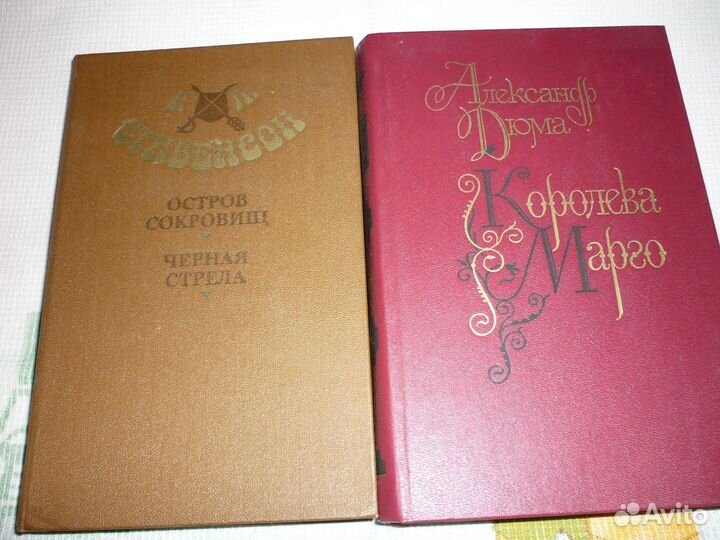 Р Л
СТИВЕНСОН
ОСТРОВ
СОКРОВИЩ
ЧЕРНАЯ
СТРЕЛА
Александр
Дюма
Королева
Марго
Avito